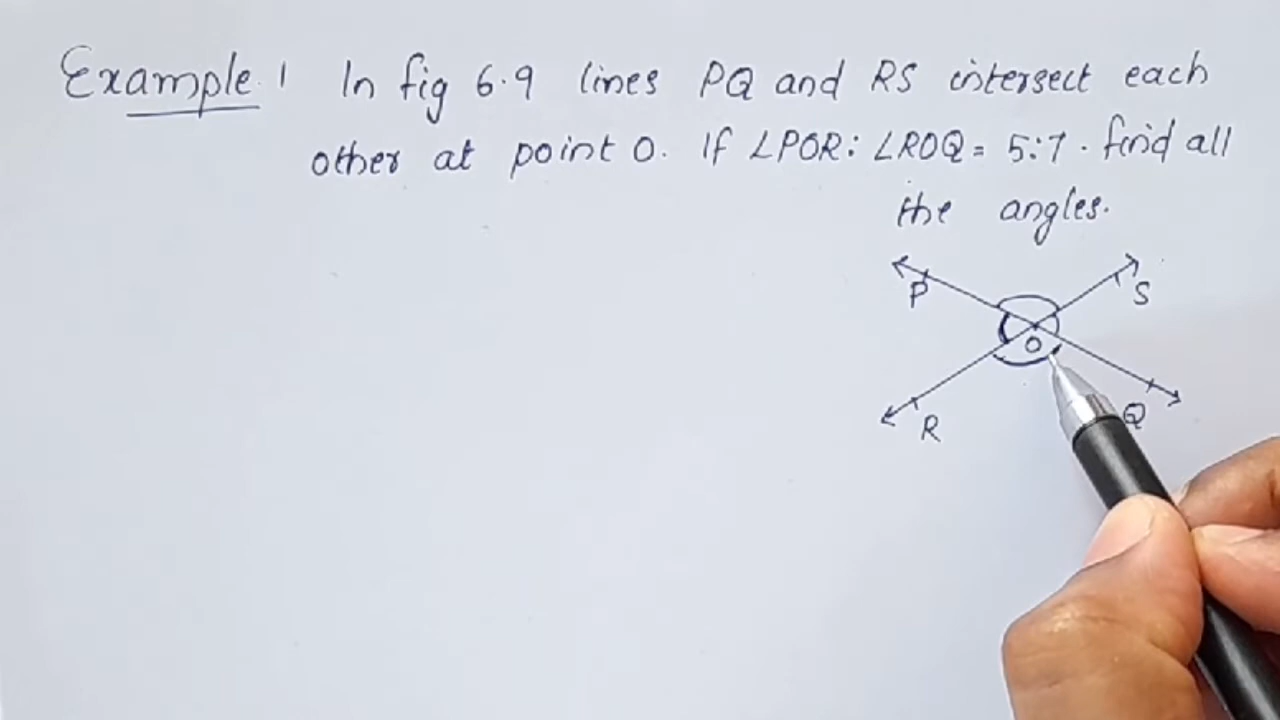 Example. 1 In fig 6.9 lines PQ and RS intersect each
other at point O. If ∠POR : ∠ROQ = 5:7. find all
the angles.
P S
O
R Q